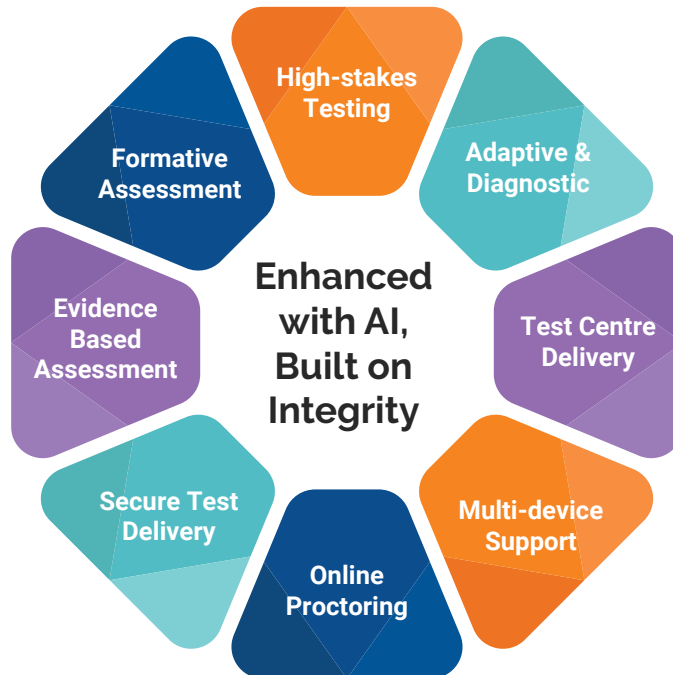 High-stakes
Testing
Adaptive &
Diagnostic
Test Centre
Delivery
Multi-device
Support
Online
Proctoring
Secure Test
Delivery
Evidence
Based
Assessment
Formative
Assessment
Enhanced
with AI,
Built on
Integrity